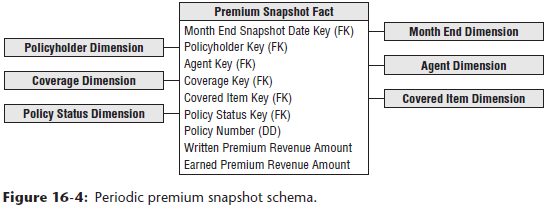 Premium Snapshot Fact
Month End Snapshot Date Key (FK)
Policyholder Key (FK)
Agent Key (FK)
Coverage Key (FK)
Covered Item Key (FK)
Policy Status Key (FK)
Policy Number (DD)
Written Premium Revenue Amount
Earned Premium Revenue Amount
Policyholder Dimension
Coverage Dimension
Policy Status Dimension
Month End Dimension
Agent Dimension
Covered Item Dimension
Figure 16-4: Periodic premium snapshot schema.